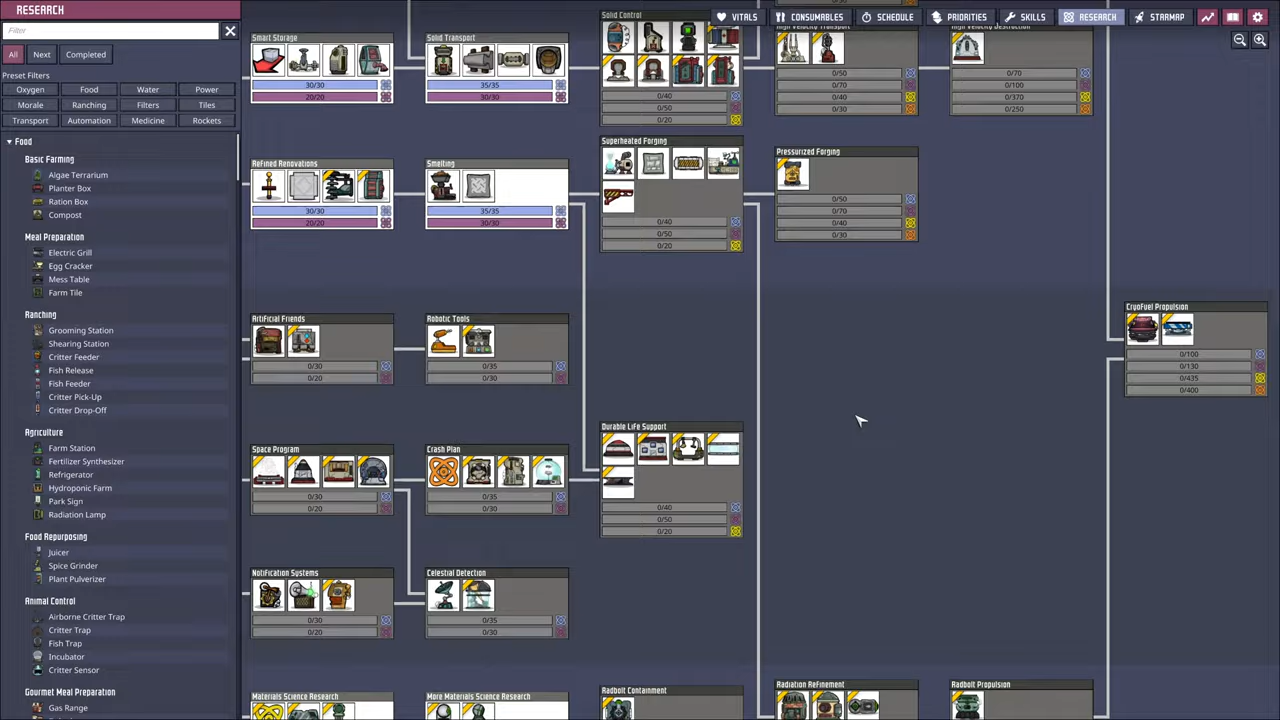 RESEARCH
VITALS
CONSUMABLES
SCHEDULE
PRIORITIES
SKILLS
RESEARCH
STARMAP
Filter
All
Next
Completed
Preset Filters
Oxygen
Food
Water
Power
Morale
Ranching
Filters
Tiles
Transport
Automation
Medicine
Rockets
Food
Basic Farming
Algae Terrarium
Planter Box
Ration Box
Compost
Meal Preparation
Electric Grill
Egg Cracker
Mess Table
Farm Tile
Ranching
Grooming Station
Shearing Station
Critter Feeder
Fish Release
Fish Feeder
Critter Pick-Up
Critter Drop-Off
Agriculture
Farm Station
Fertilizer Synthesizer
Refrigerator
Hydroponic Farm
Park Sign
Radiation Lamp
Food Repurposing
Juicer
Spice Grinder
Plant Pulverizer
Animal Control
Airborne Critter Trap
Critter Trap
Fish Trap
Incubator
Critter Sensor
Gourmet Meal Preparation
Gas Range
Smart Storage
30/30
20/20
Solid Transport
35/35
30/30
Solid Control
0/40
0/50
0/20
High Velocity Transport
0/50
0/70
0/40
0/30
High Velocity Destruction
0/70
0/100
0/370
0/250
Refined Renovations
30/30
20/20
Smelting
35/35
30/30
Superheated Forging
0/40
0/50
0/20
Pressurized Forging
0/50
0/70
0/40
0/30
CryoFuel Propulsion
0/100
0/130
0/435
0/400
Artificial Friends
0/30
0/20
Robotic Tools
0/35
0/30
Space Program
0/30
0/20
Crash Plan
0/35
0/30
Durable Life Support
0/40
0/50
0/20
Notification Systems
0/30
0/20
Celestial Detection
0/35
0/30
Materials Science Research
More Materials Science Research
Radbolt Containment
Radiation Refinement
Radbolt Propulsion